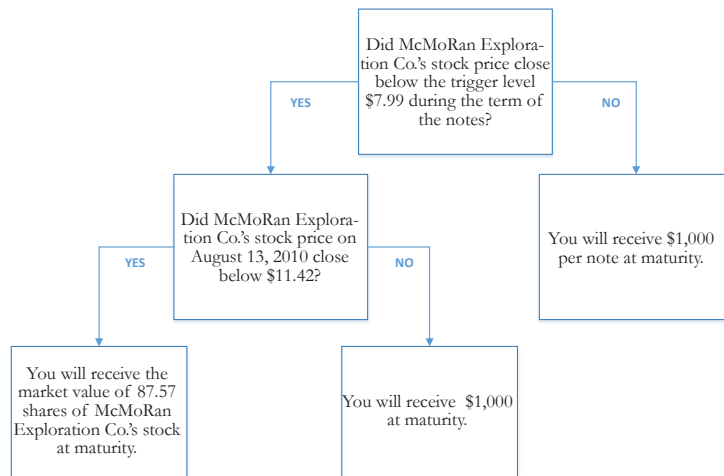 Did McMoRan Explora-
tion Co.'s stock price close
below the trigger level
$7.99 during the term of
the notes?
YES
NO
Did McMoRan Explora-
tion Co.'s stock price on
August 13, 2010 close
below $11.42?
You will receive $1,000
per note at maturity.
YES
NO
You will receive the
market value of 87.57
shares of McMoRan
Exploration Co.'s stock
at maturity.
You will receive $1,000
at maturity.